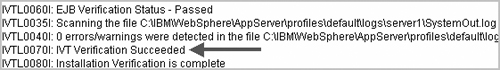 IVTL0060I: EJB Verification Status - Passed
IVTL0035I: Scanning the file C:\IBM\WebSphere\AppServer\profiles\default\logs\server1\SystemOut.log
IVTL0040I: 0 errors/warnings were detected in the file C:\IBM\WebSphere\AppServer\profiles\default\
IVTL0070I: IVT Verification Succeeded
IVTL0080I: Installation Verification is complete